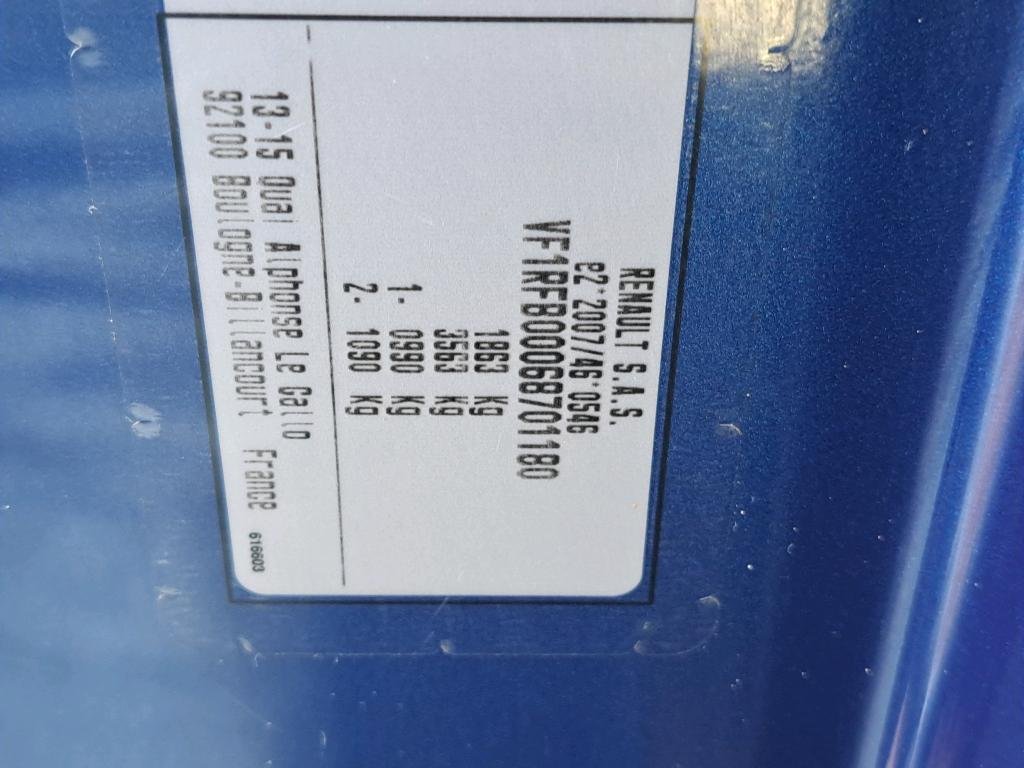 RENAULT S.A.S.
e2*2007/46*0546
VF1RFB00068701180
1863 kg
3563 kg
1- 0990 kg
2- 1090 kg
13-15 Quai Alphonse Le Gallo
92100 Boulogne-Billancourt France
616603